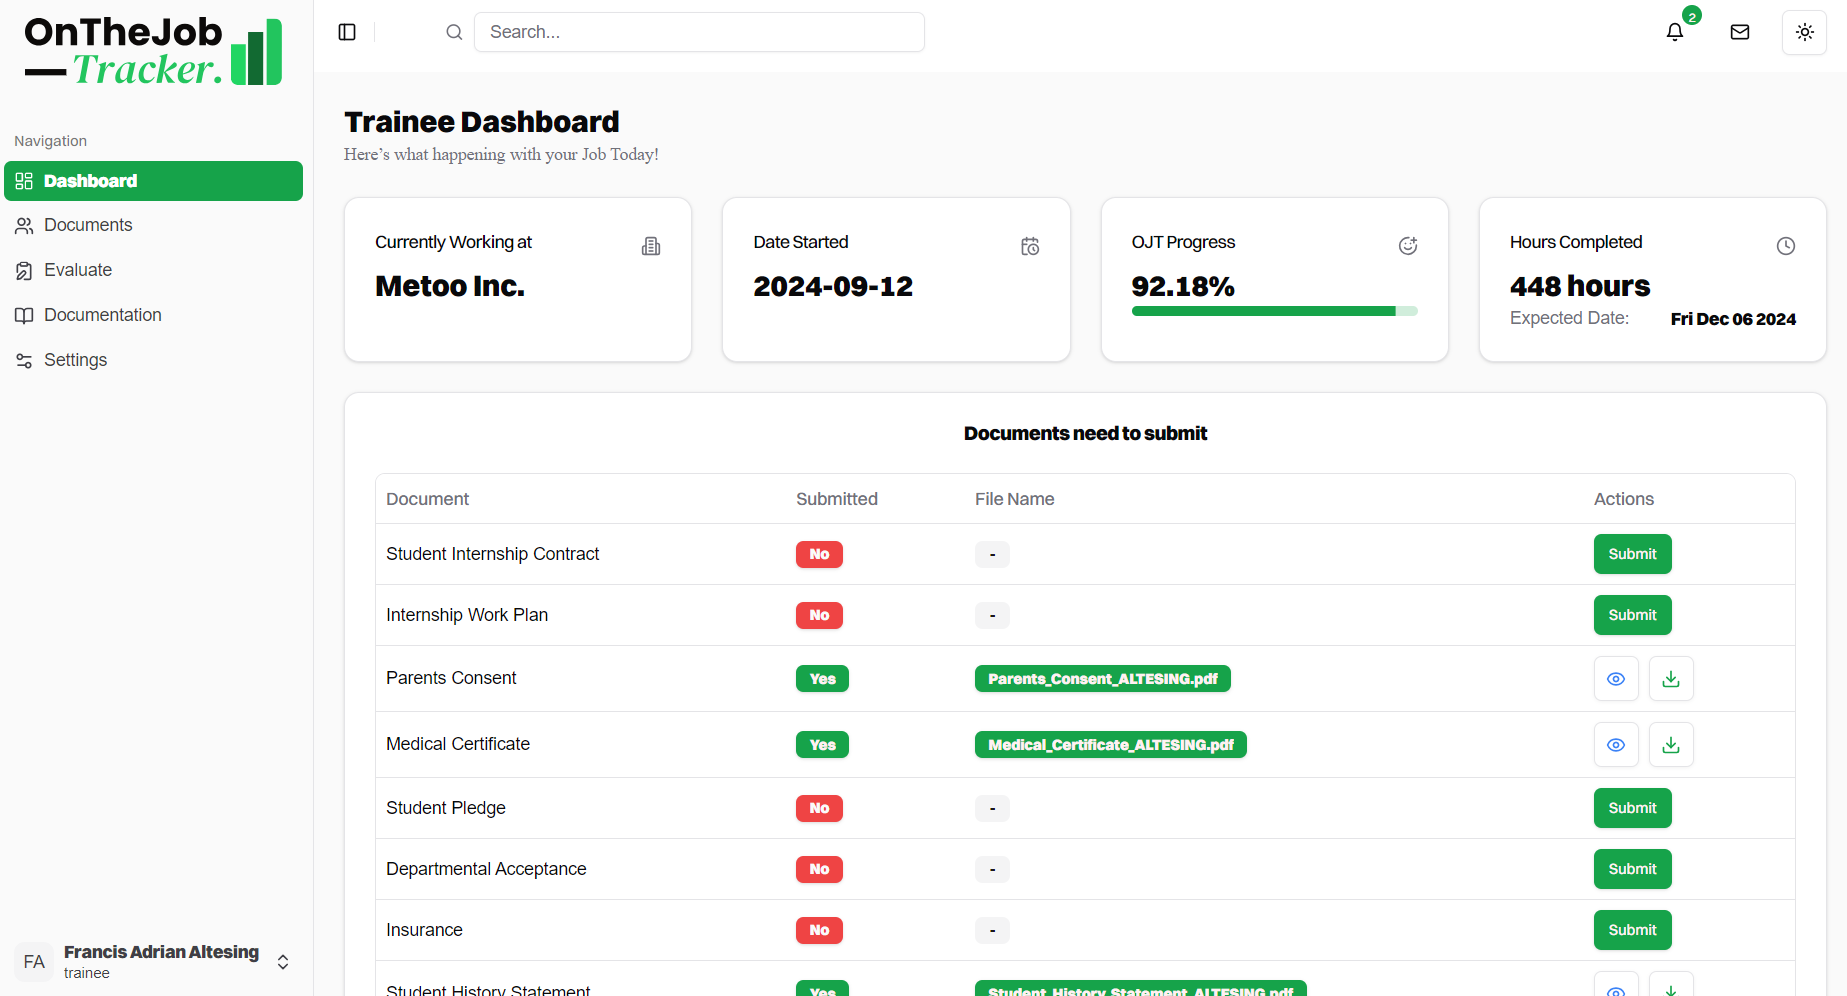 OnTheJob
Tracker.
Search...
2
Navigation
Dashboard
Documents
Evaluate
Documentation
Settings
Trainee Dashboard
Here's what happening with your Job Today!
Currently Working at
Metoo Inc.
Date Started
2024-09-12
OJT Progress
92.18%
Hours Completed
448 hours
Expected Date: Fri Dec 06 2024
Documents need to submit
Document Submitted File Name Actions
Student Internship Contract No - Submit
Internship Work Plan No - Submit
Parents Consent Yes Parents_Consent_ALTESING.pdf
Medical Certificate Yes Medical_Certificate_ALTESING.pdf
Student Pledge No - Submit
Departmental Acceptance No - Submit
Insurance No - Submit
Student History Statement Yes Student_History_Statement_ALTESING.pdf
FA
Francis Adrian Altesing
trainee